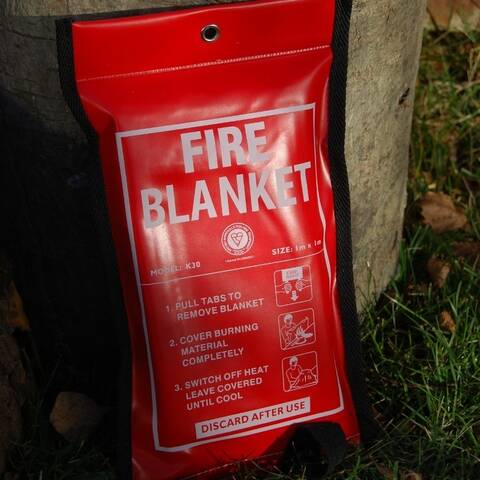 FIRE
BLANKET
MODEL: K30
SIZE: 1m x 1m
1. PULL TABS TO
REMOVE BLANKET
2. COVER BURNING
MATERIAL
COMPLETELY
3. SWITCH OFF HEAT
LEAVE COVERED
UNTIL COOL
DISCARD AFTER USE